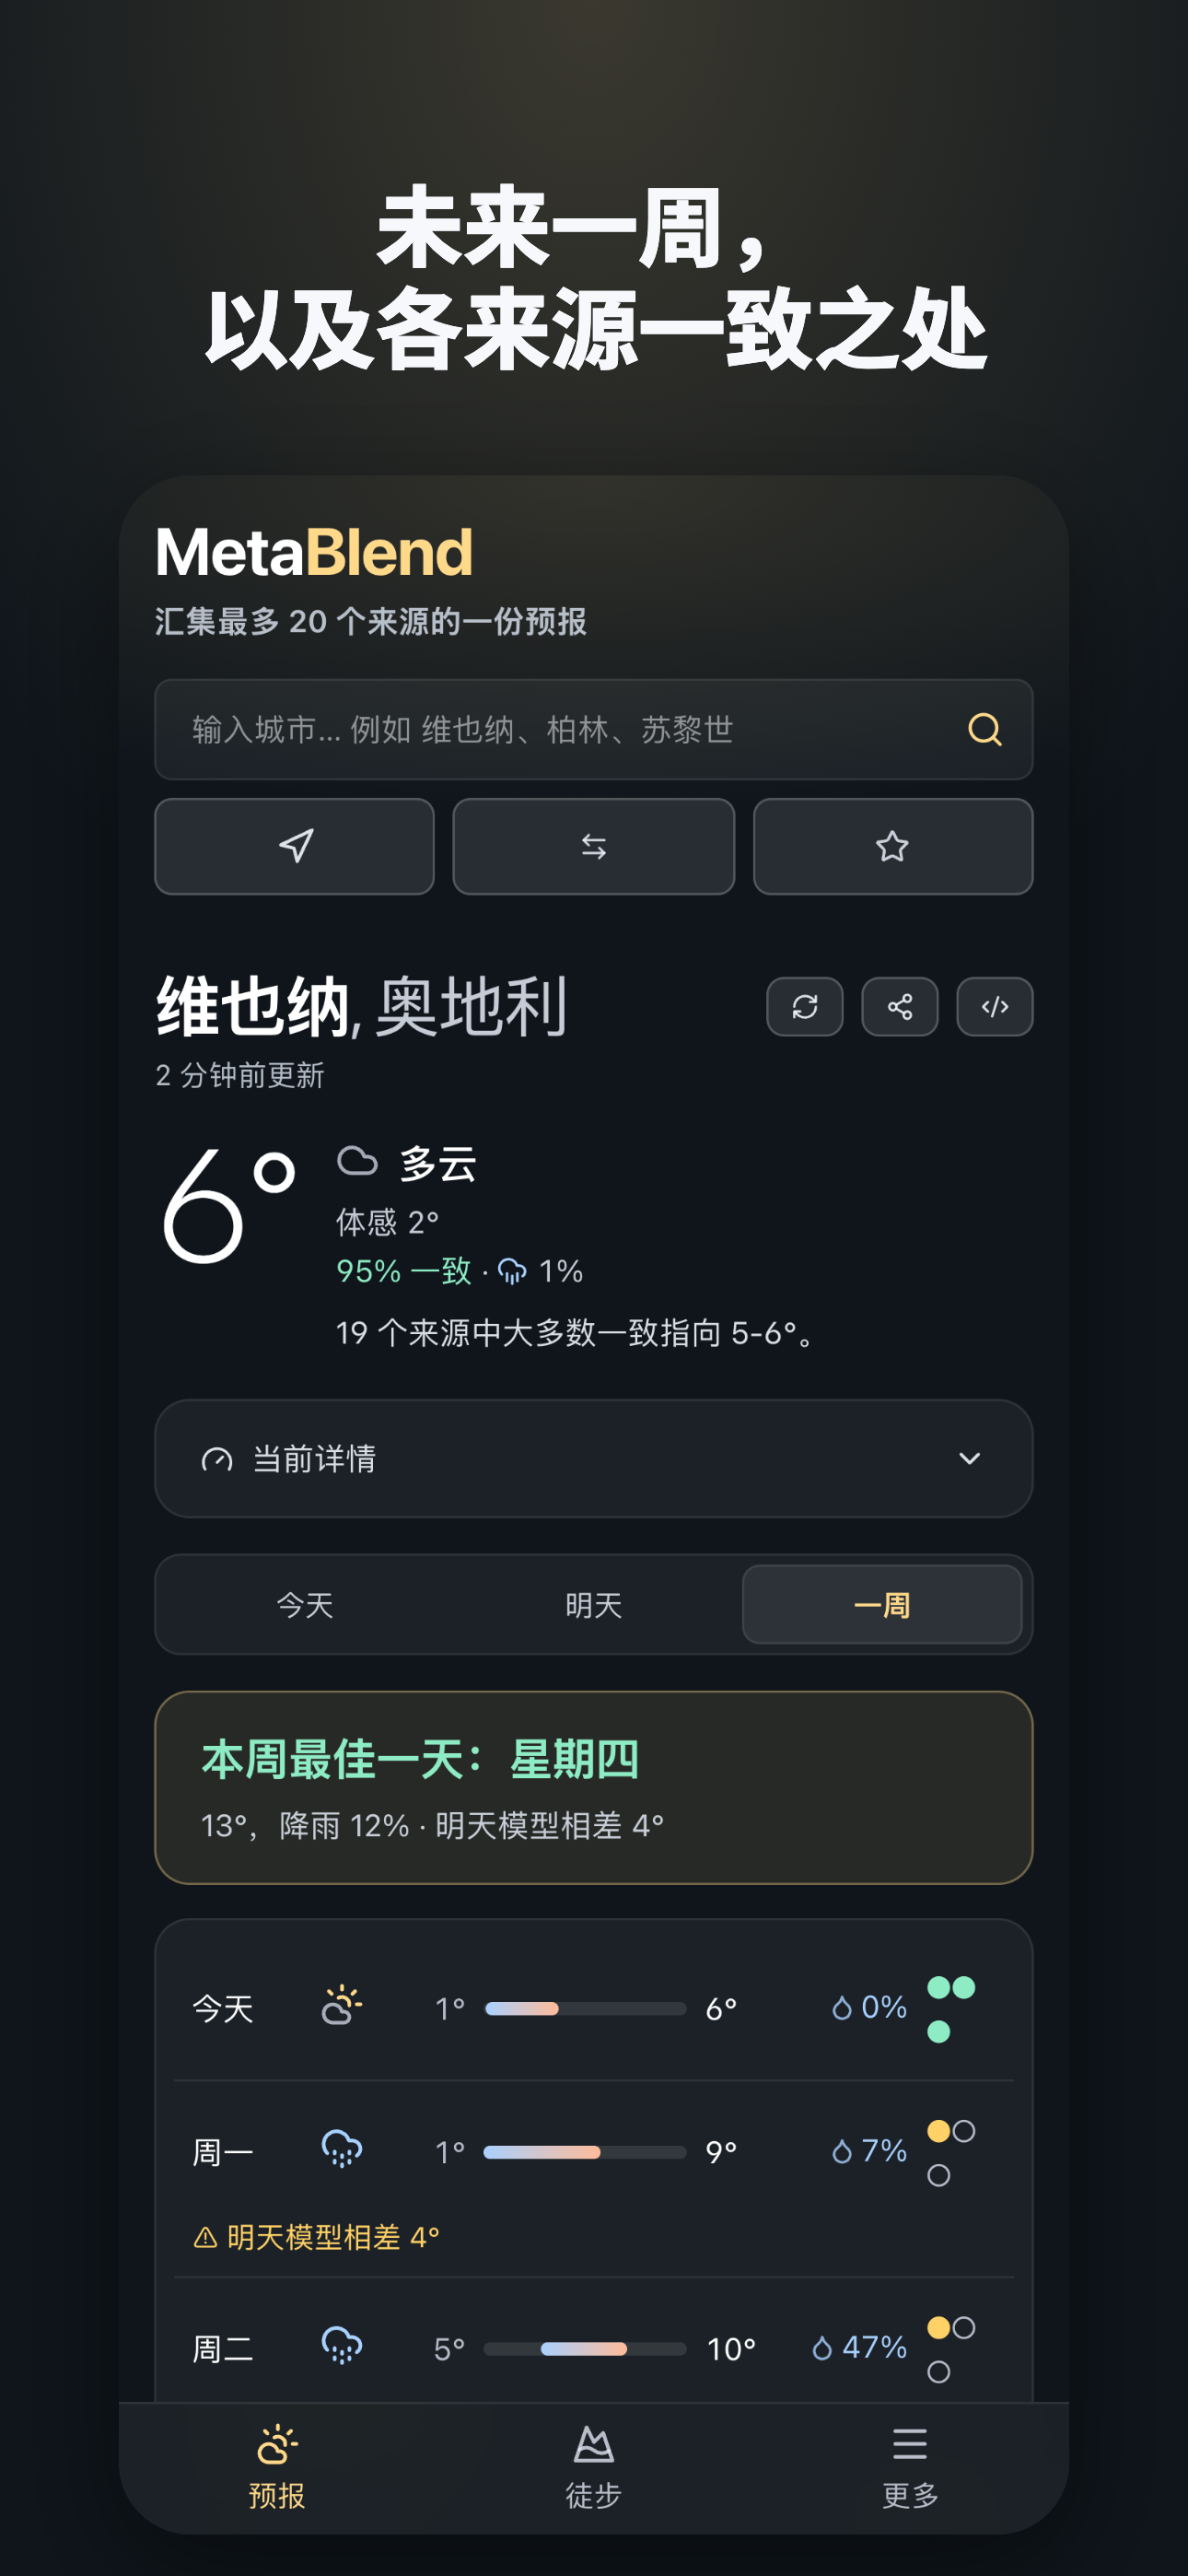 未来一周，
以及各来源一致之处
MetaBlend
汇集最多 20 个来源的一份预报
输入城市... 例如 维也纳、柏林、苏黎世
维也纳, 奥地利
2 分钟前更新
6°
多云
体感 2°
95% 一致 · 1%
19 个来源中大多数一致指向 5-6°。
当前详情
今天 明天 一周
本周最佳一天：星期四
13°，降雨 12% · 明天模型相差 4°
今天 1° 6° 0%
周一 1° 9° 7%
明天模型相差 4°
周二 5° 10° 47%
预报 徒步 更多